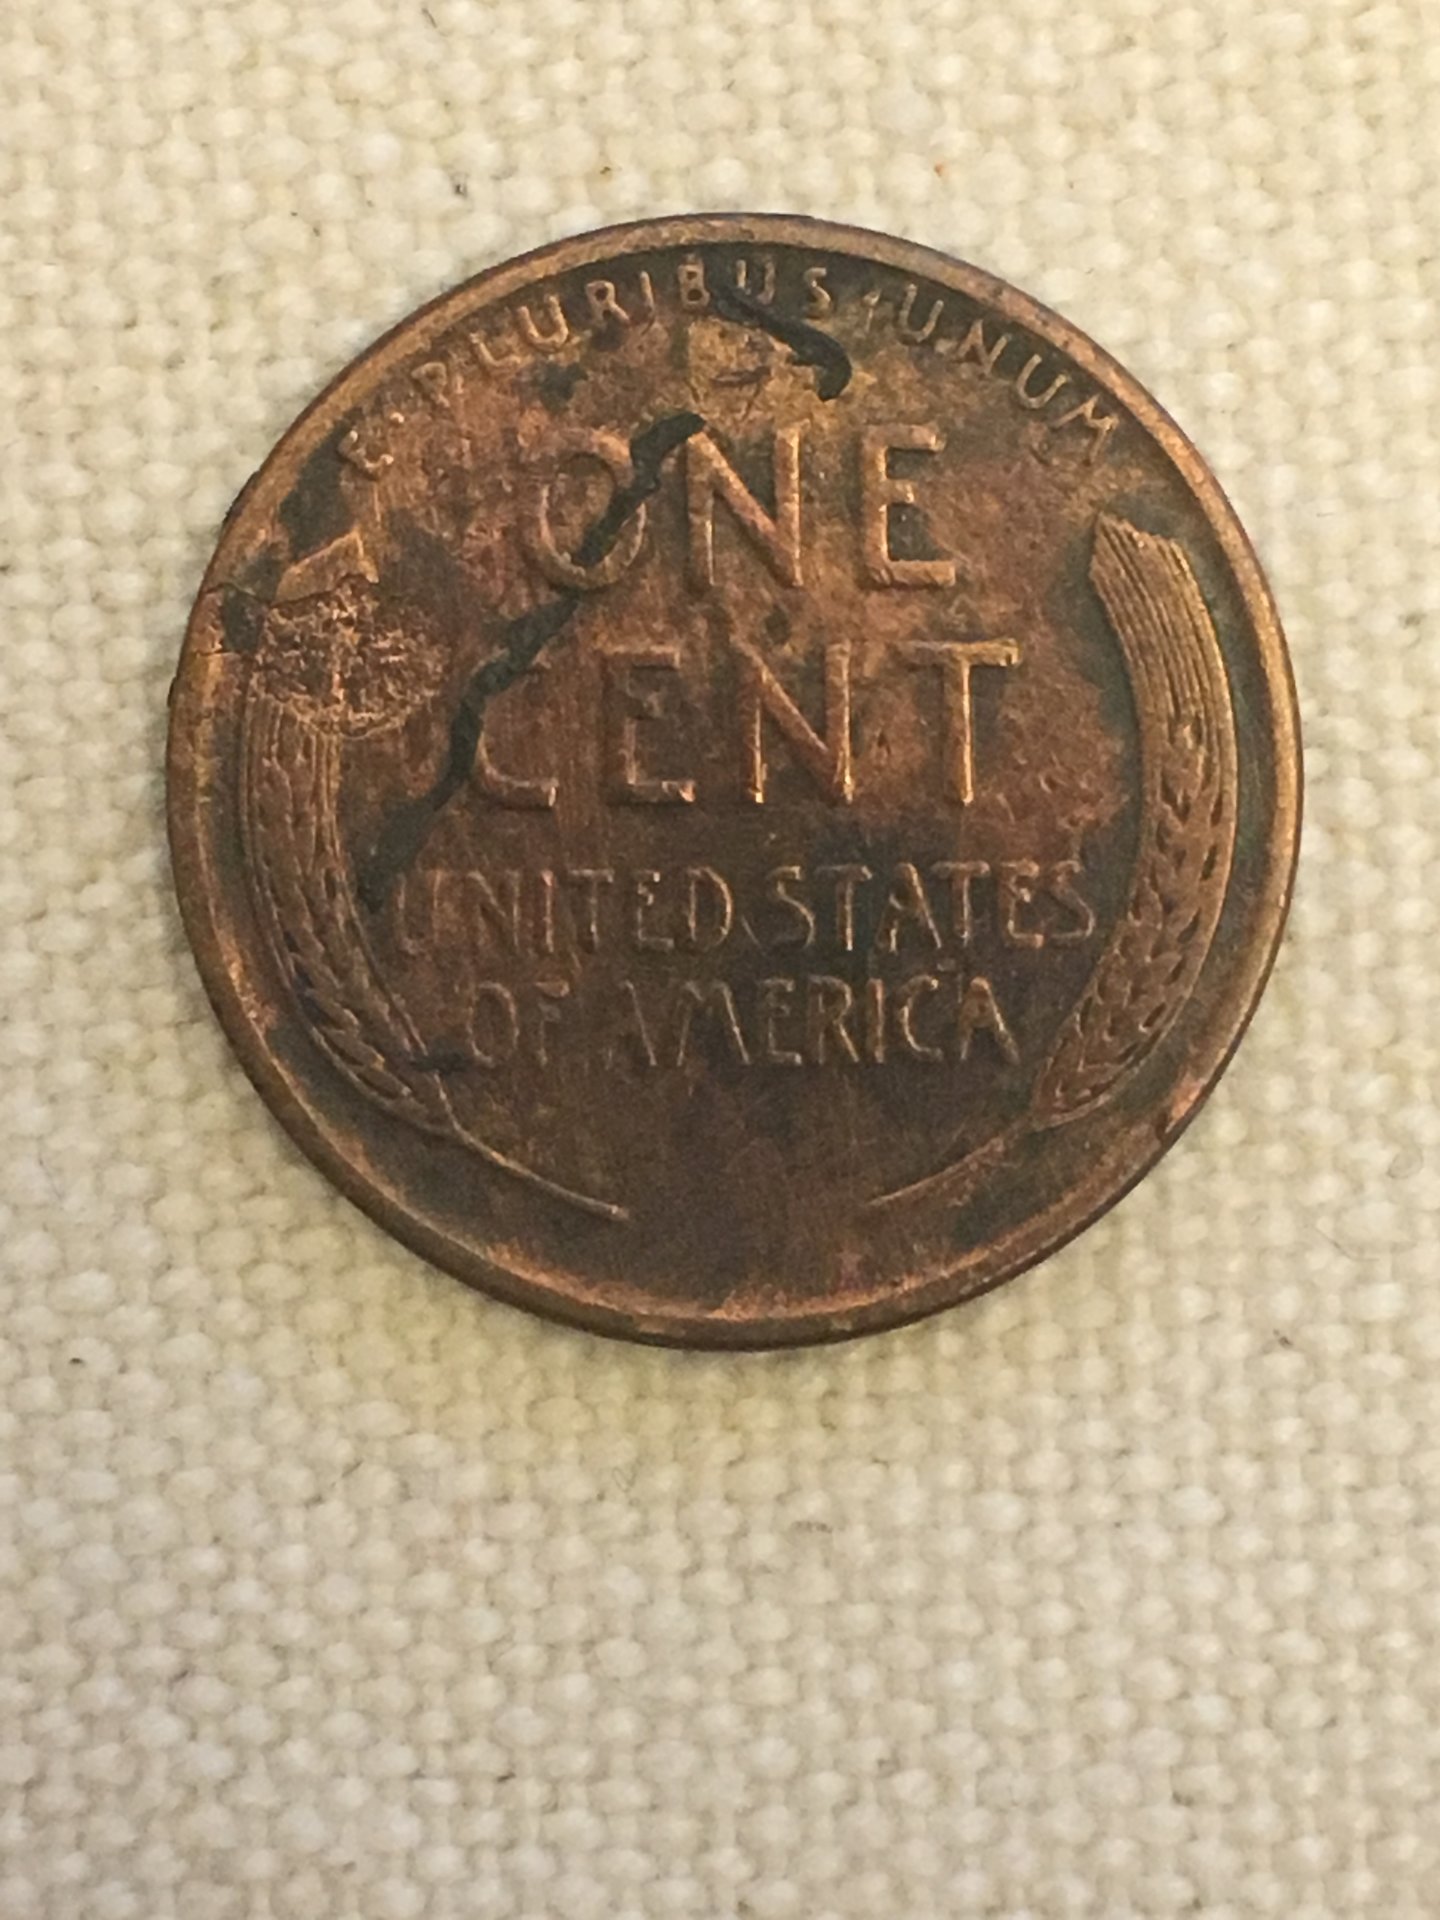 E·PLURIBUS·UNUM
ONE
CENT
UNITED STATES
OF AMERICA